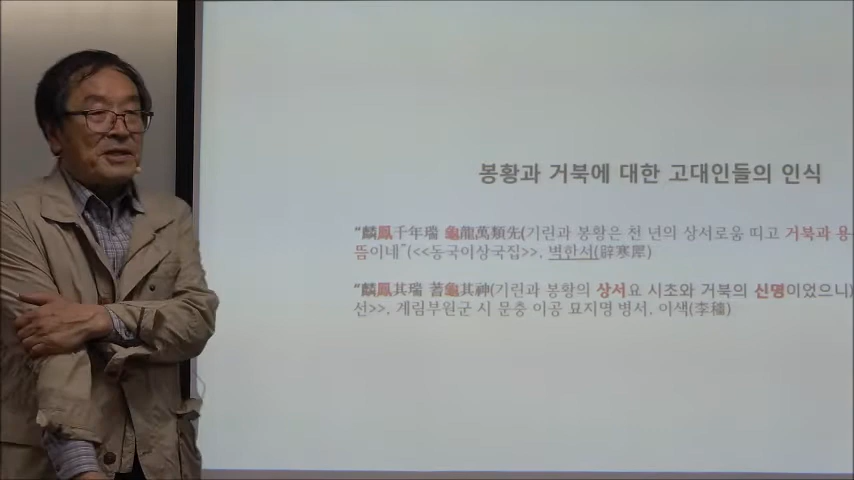 봉황과 거북에 대한 고대인들의 인식
“麟鳳千年瑞 龜龍萬類先(기린과 봉황은 천 년의 상서로움 띠고 거북과 용
뜸이네”(<<동국이상국집>>, 벽한서(辟寒犀)
“麟鳳其瑞 蓍龜其神(기린과 봉황의 상서요 시초와 거북의 신명이었으니)
선>>, 계림부원군 시 문충 이공 묘지명 병서, 이색(李穡)